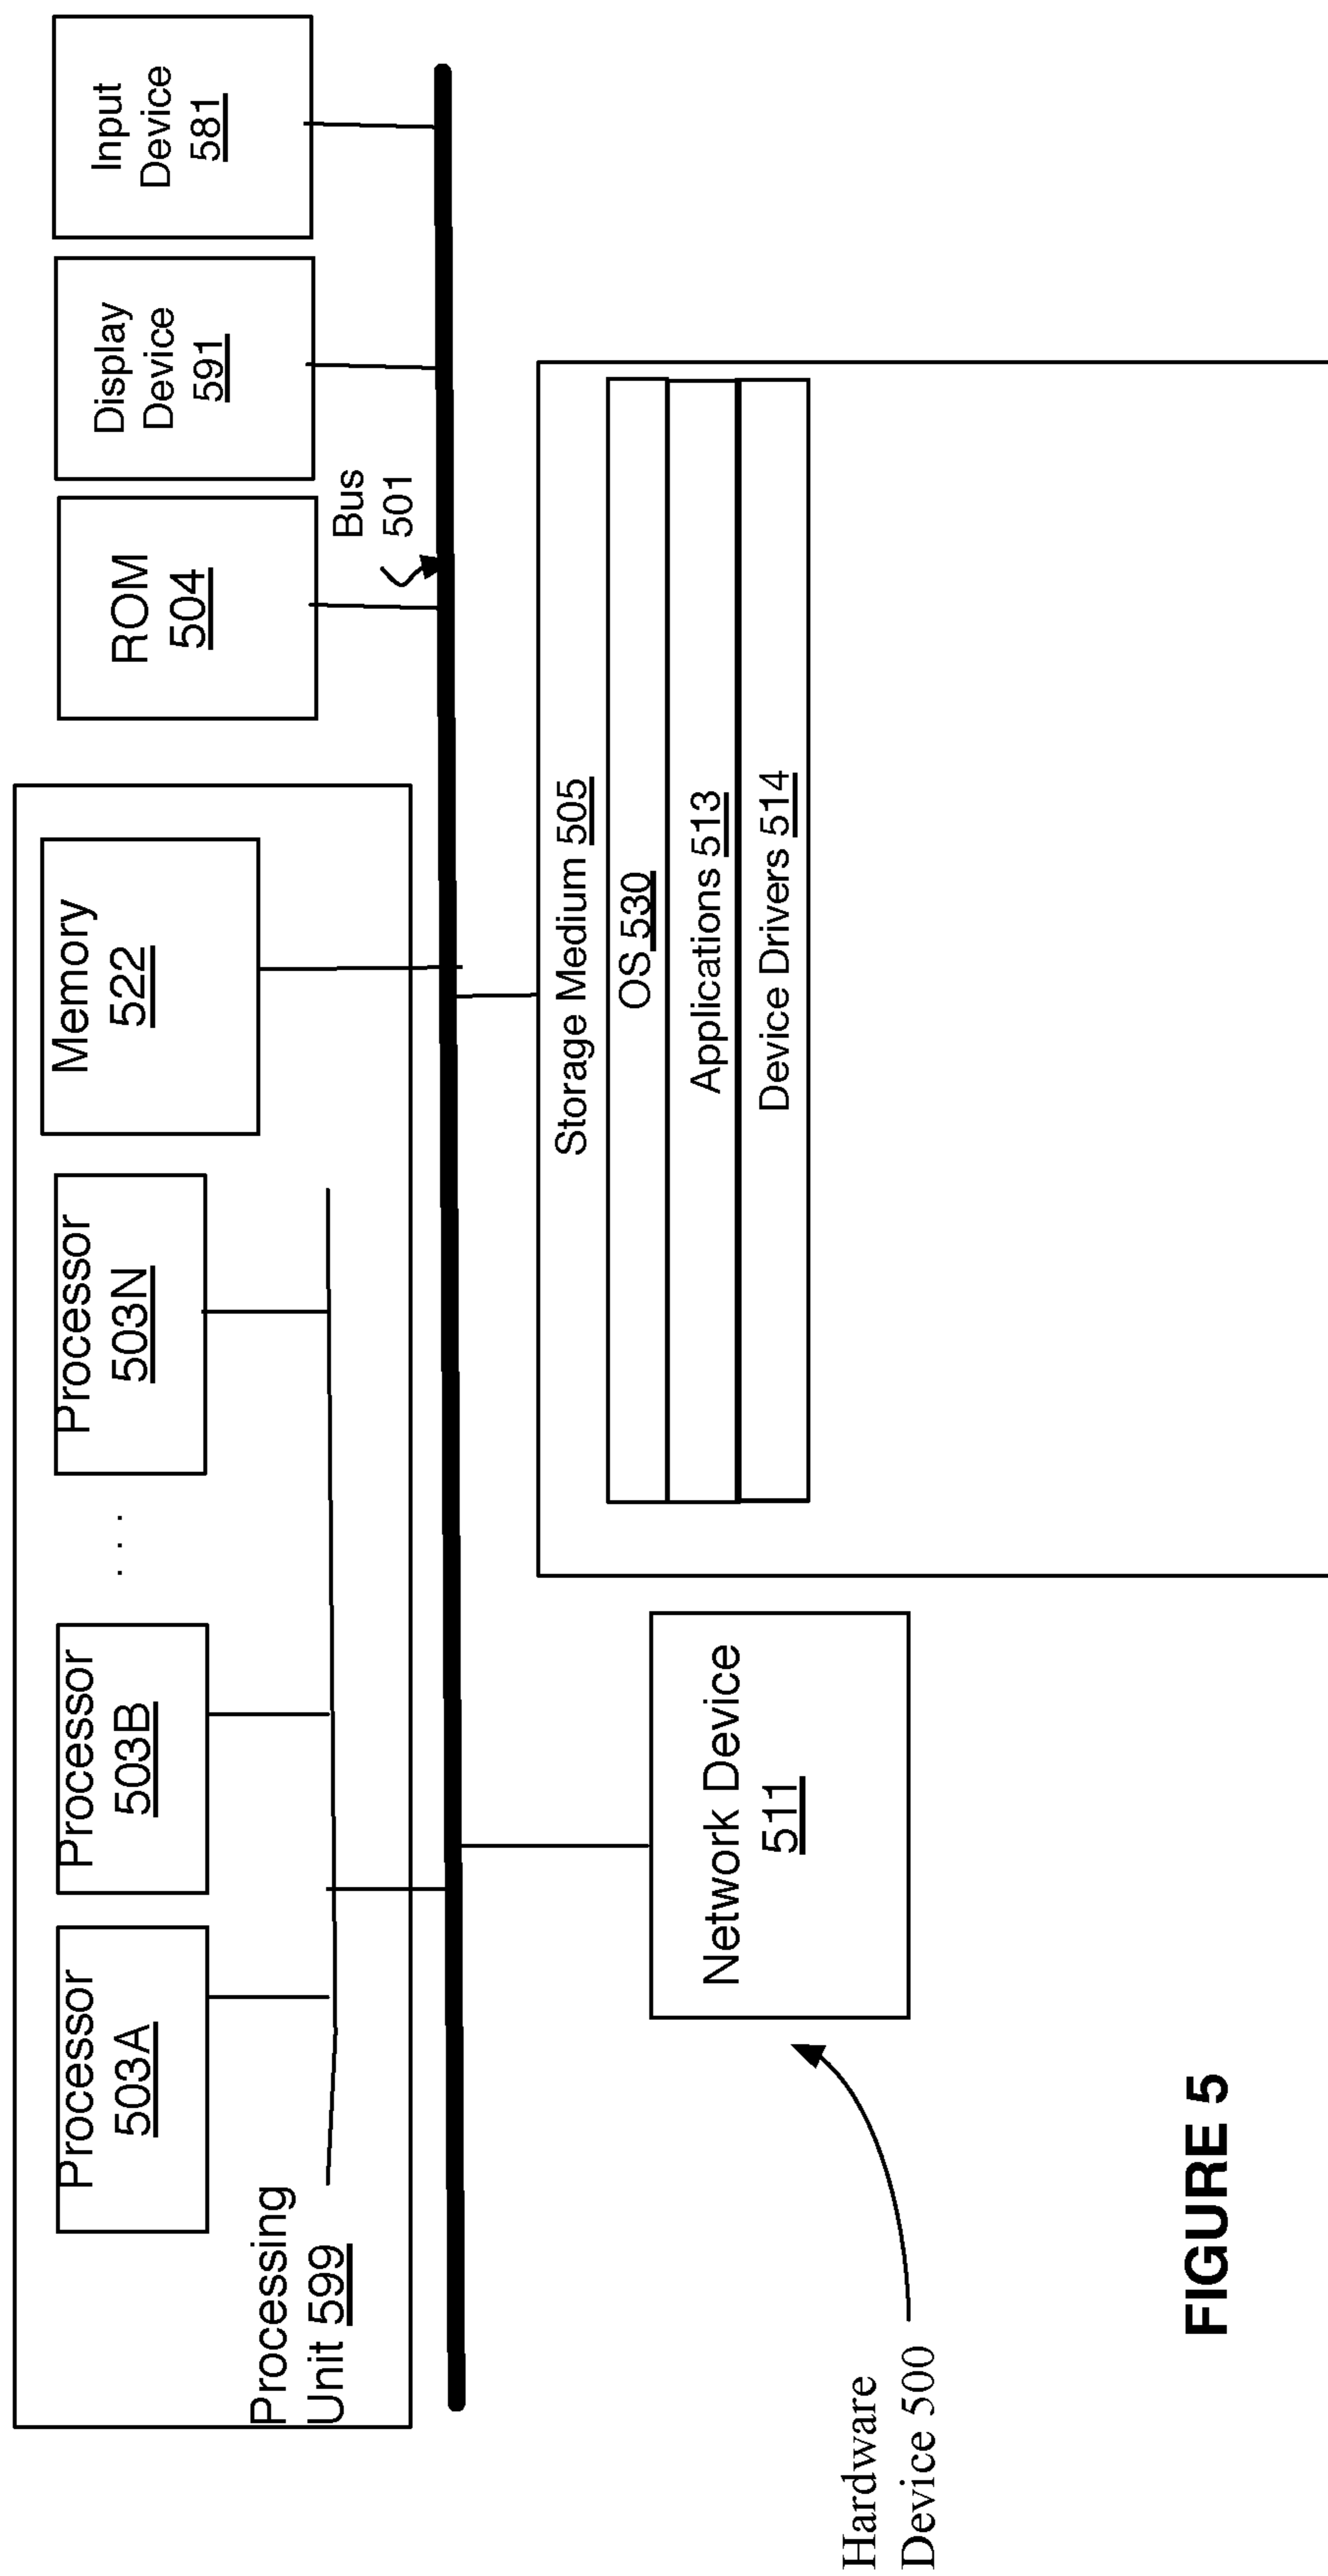 Processor
503A
Processor
503B
. . .
Processor
503N
Memory
522
ROM
504
Display
Device
591
Input
Device
581
Processing
Unit 599
Bus
501
Storage Medium 505
OS 530
Applications 513
Device Drivers 514
Network Device
511
Hardware
Device 500
FIGURE 5